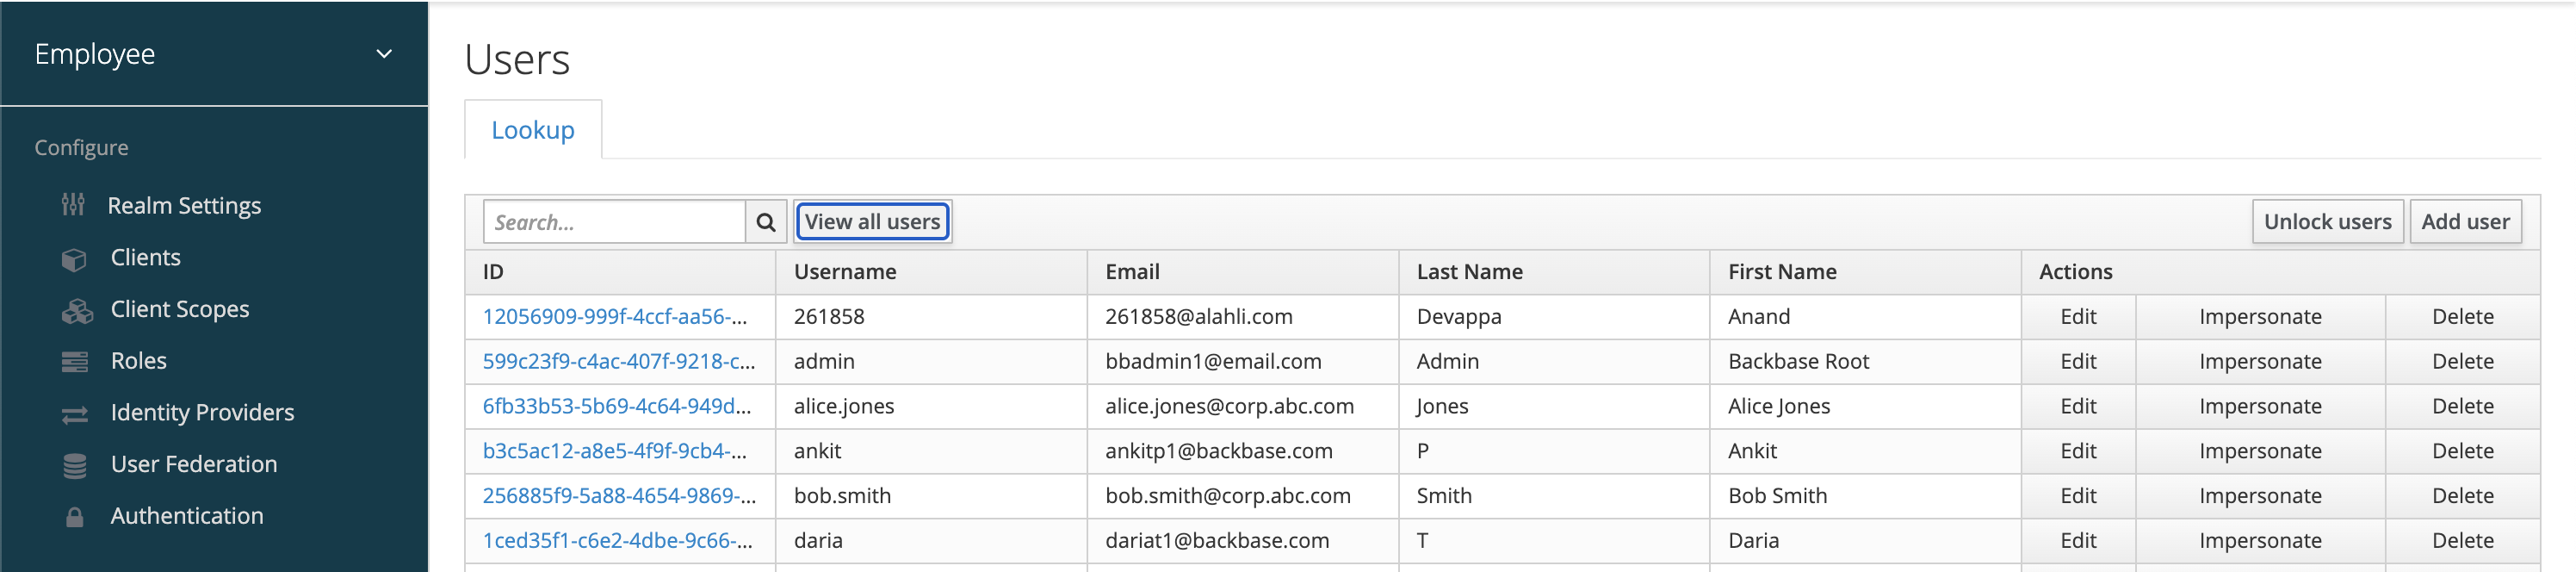 Employee
Configure
Realm Settings
Clients
Client Scopes
Roles
Identity Providers
User Federation
Authentication
Users
Lookup
Search... View all users Unlock users Add user
ID Username Email Last Name First Name Actions
12056909-999f-4ccf-aa56-... 261858 261858@alahli.com Devappa Anand Edit Impersonate Delete
599c23f9-c4ac-407f-9218-c... admin bbadmin1@email.com Admin Backbase Root Edit Impersonate Delete
6fb33b53-5b69-4c64-949d... alice.jones alice.jones@corp.abc.com Jones Alice Jones Edit Impersonate Delete
b3c5ac12-a8e5-4f9f-9cb4-... ankit ankitp1@backbase.com P Ankit Edit Impersonate Delete
256885f9-5a88-4654-9869-... bob.smith bob.smith@corp.abc.com Smith Bob Smith Edit Impersonate Delete
1ced35f1-c6e2-4dbe-9c66-... daria dariat1@backbase.com T Daria Edit Impersonate Delete